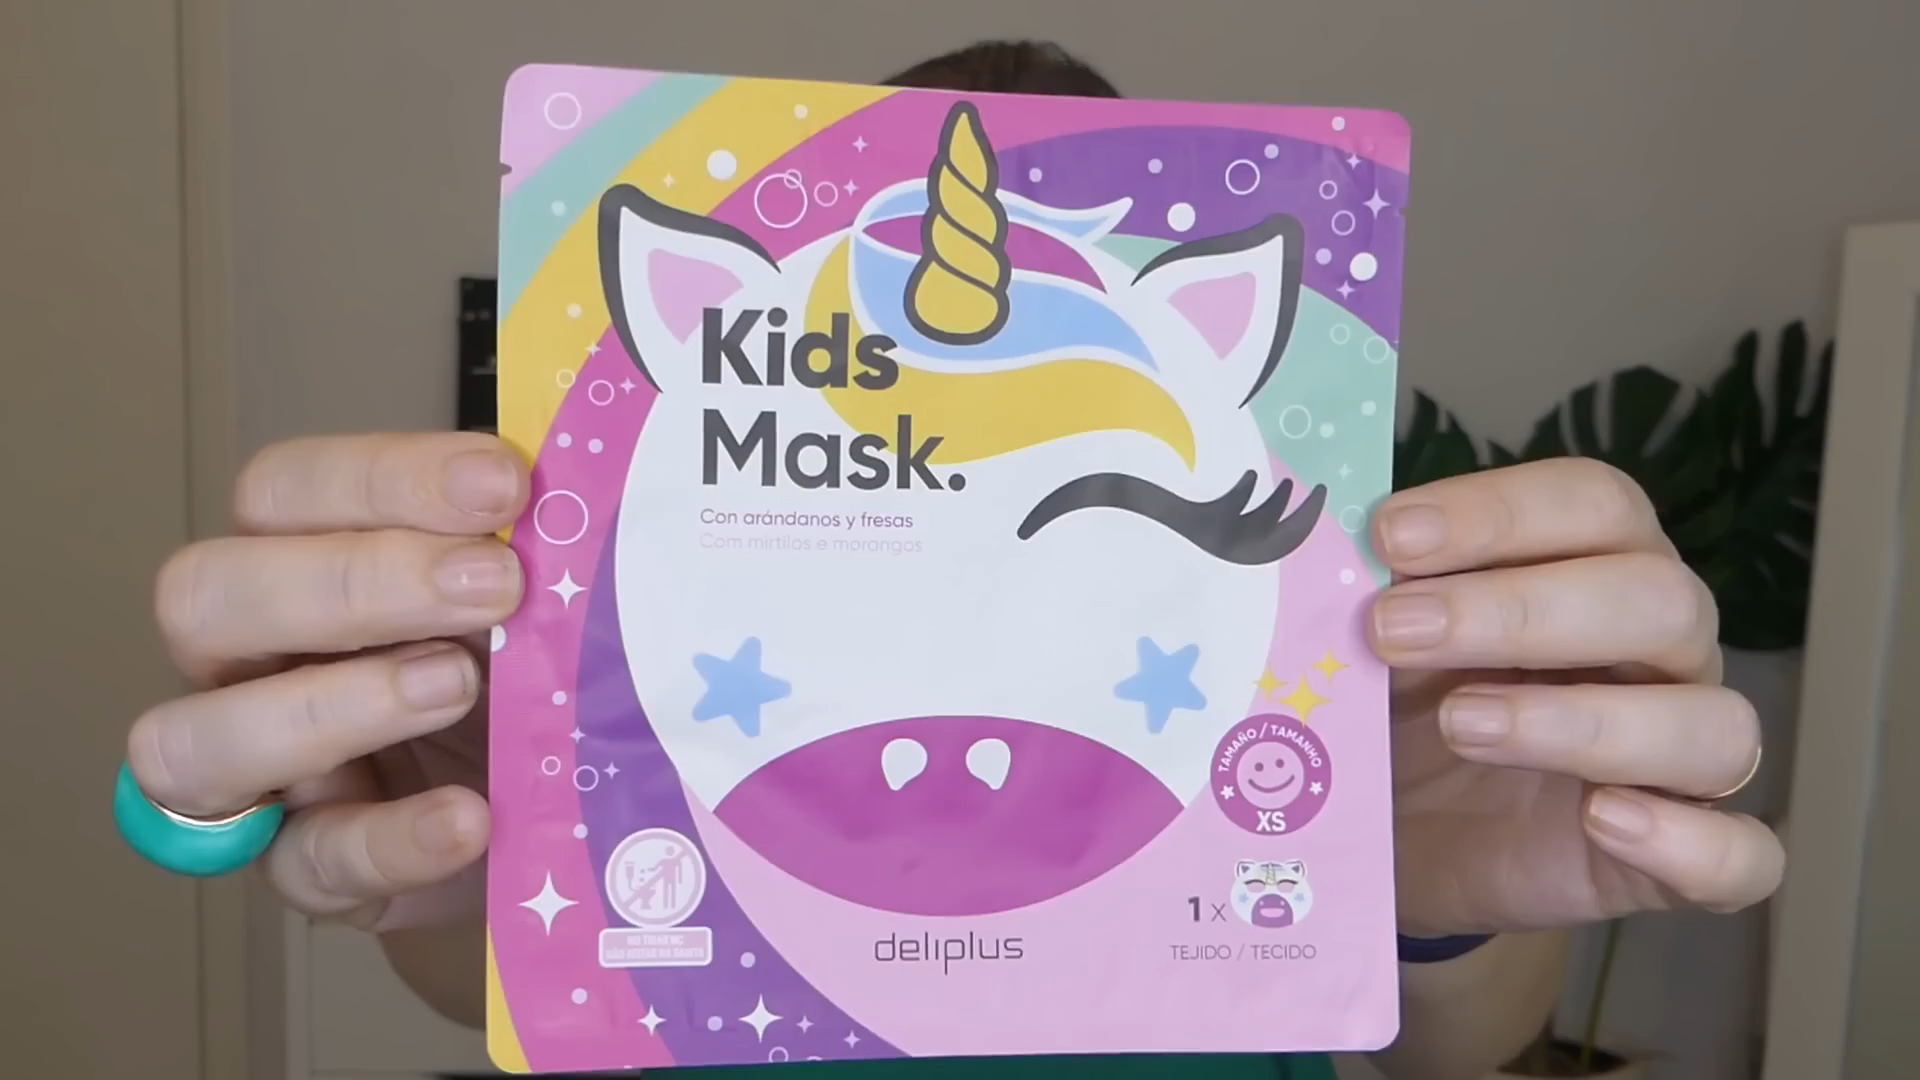 Kids
Mask.
Con arándanos y fresas
Com mirtilos e morangos
TAMAÑO / TAMANHO
XS
1 x
TEJIDO / TECIDO
deliplus